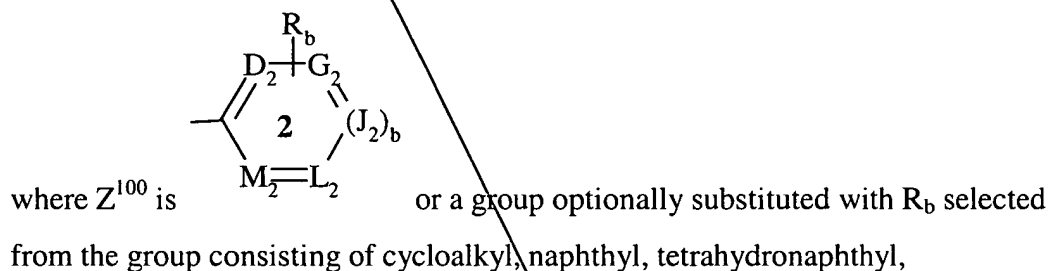 R_b
D_2 G_2
2 (J_2)_b
M_2 L_2
where Z^100 is or a group optionally substituted with R_b selected
from the group consisting of cycloalkyl, naphthyl, tetrahydronaphthyl,